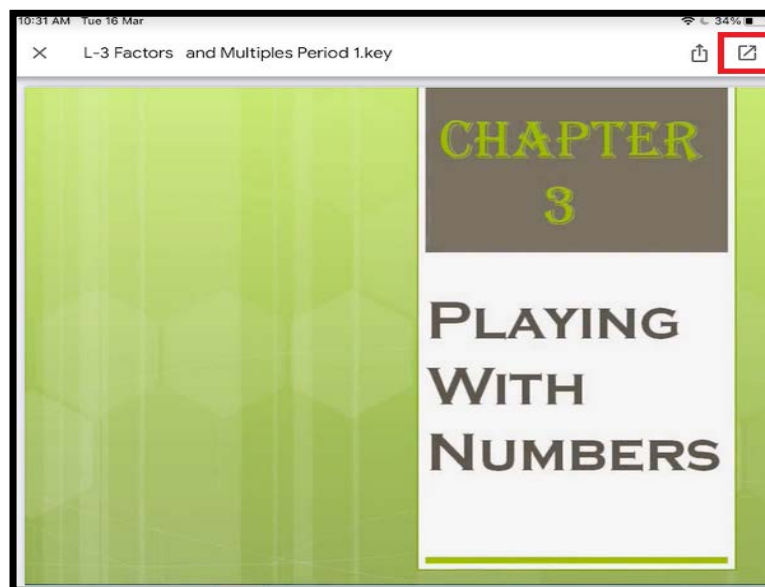 10:31 AM Tue 16 Mar 34%
L-3 Factors and Multiples Period 1.key
CHAPTER
3
PLAYING
WITH
NUMBERS